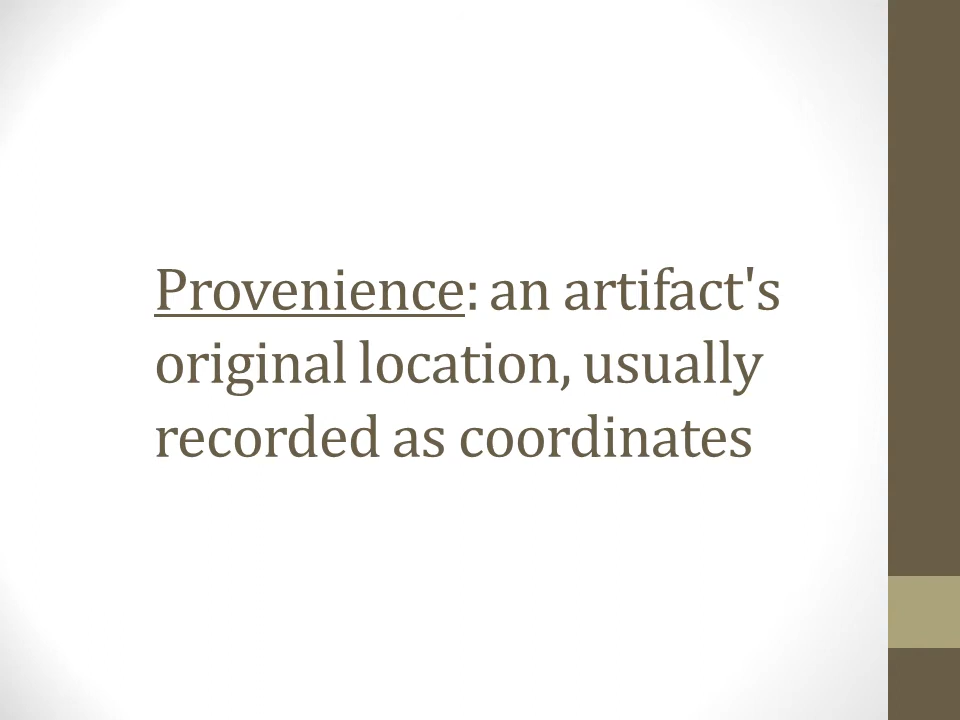 Provenience: an artifact's
original location, usually
recorded as coordinates